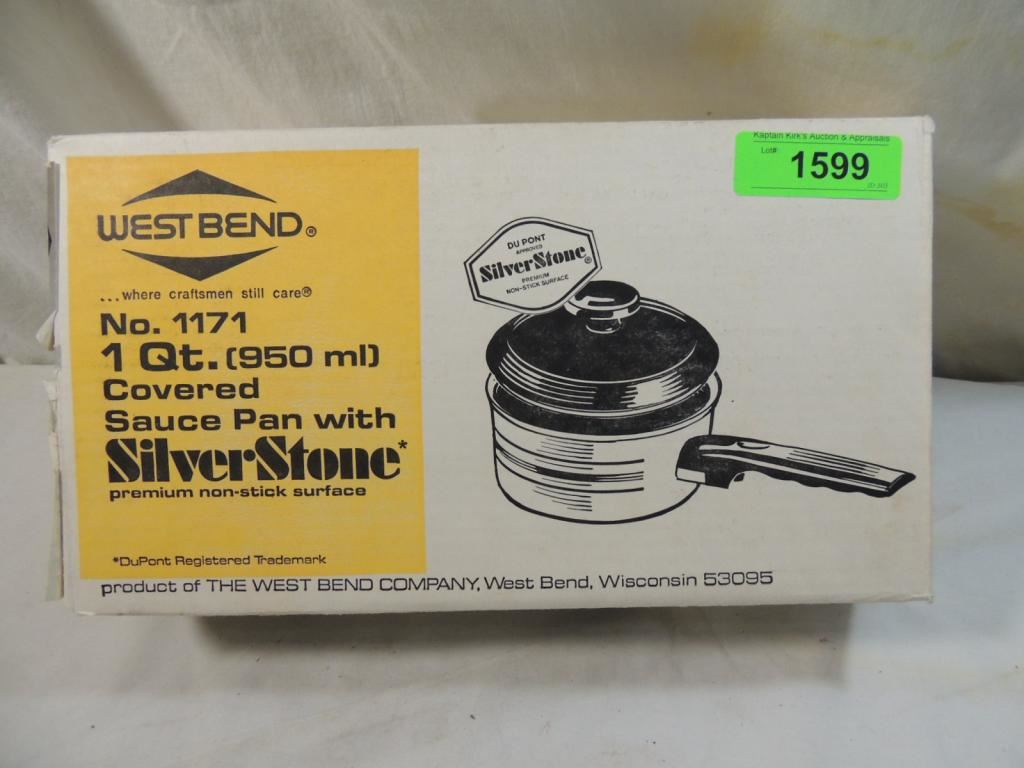 Kaptain Kirk's Auction & Appraisals
Lot#: 1599
WEST BEND®
...where craftsmen still care®
No. 1171
1 Qt. (950 ml)
Covered
Sauce Pan with
SilverStone*
premium non-stick surface
*DuPont Registered Trademark
DU PONT
APPROVED
SilverStone®
PREMIUM
NON-STICK SURFACE
product of THE WEST BEND COMPANY, West Bend, Wisconsin 53095